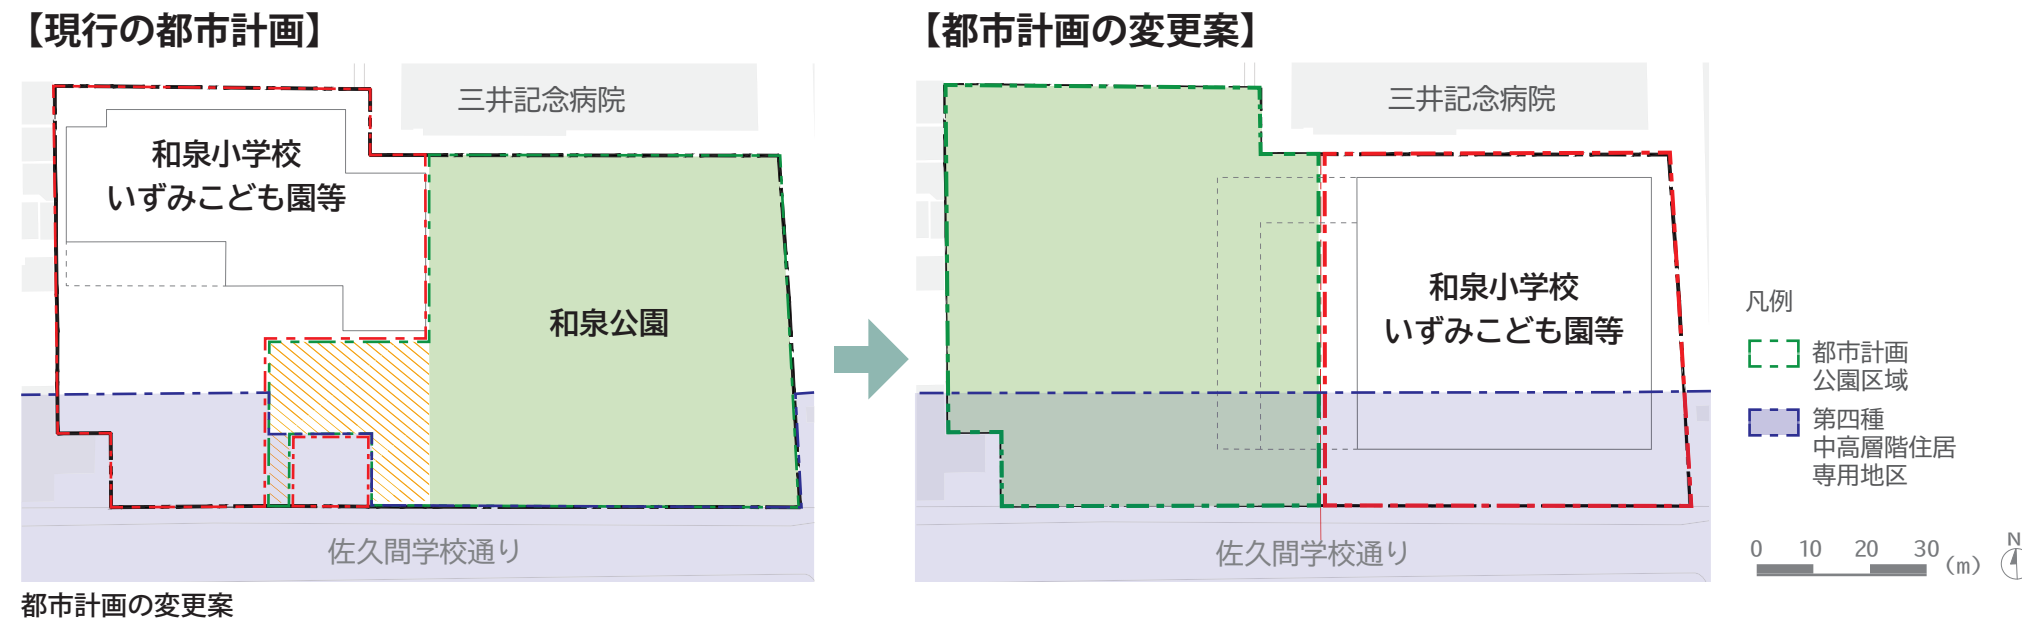 【現行の都市計画】
三井記念病院
和泉小学校
いずみこども園等
和泉公園
佐久間学校通り
【都市計画の変更案】
三井記念病院
和泉小学校
いずみこども園等
佐久間学校通り
凡例
都市計画
公園区域
第四種
中高層階住居
専用地区
0 10 20 30 (m)
N
都市計画の変更案